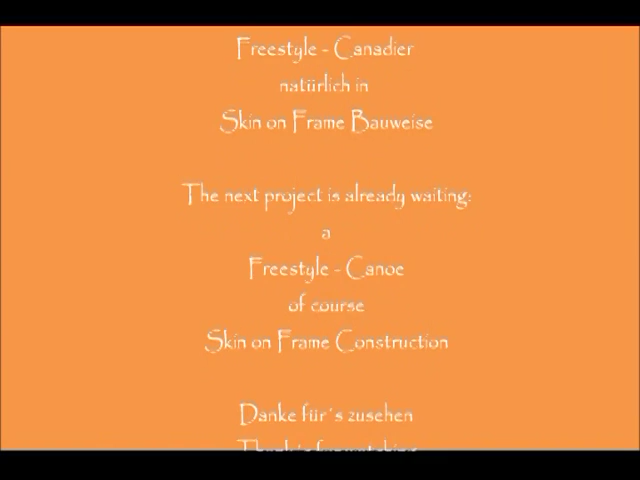 Freestyle - Canadier
natürlich in
Skin on Frame Bauweise
The next project is already waiting:
a
Freestyle - Canoe
of course
Skin on Frame Construction
Danke für´s zusehen